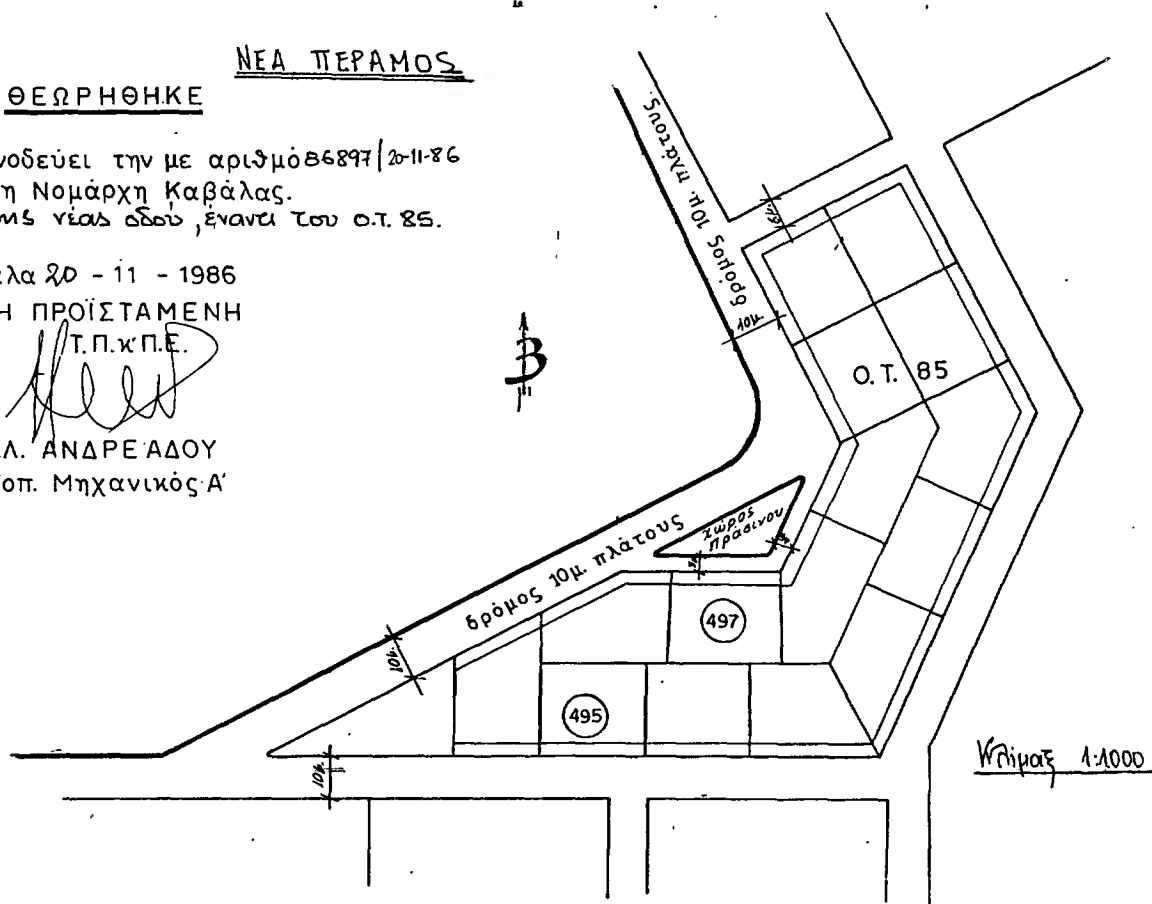 ΝΕΑ ΠΕΡΑΜΟΣ
ΘΕΩΡΗΘΗΚΕ
νοδεύει την με αριθμό 86897/20-11-86
η Νομάρχη Καβάλας.
της νέας οδού, έναντι του Ο.Τ. 85.
λα 20 - 11 - 1986
Η ΠΡΟΪΣΤΑΜΕΝΗ
Τ.Π.κ'Π.Ε.
Λ. ΑΝΔΡΕΑΔΟΥ
οπ. Μηχανικός Α'
δρόμος 10μ. πλάτους
10μ.
Β
Ο.Τ. 85
χώρος
πράσινου
δρόμος 10μ. πλάτους
497
10μ.
495
10μ.
Κλίμαξ 1:1000